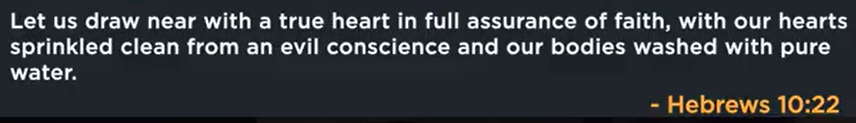 Let us draw near with a true heart in full assurance of faith, with our hearts
sprinkled clean from an evil conscience and our bodies washed with pure
water.
- Hebrews 10:22